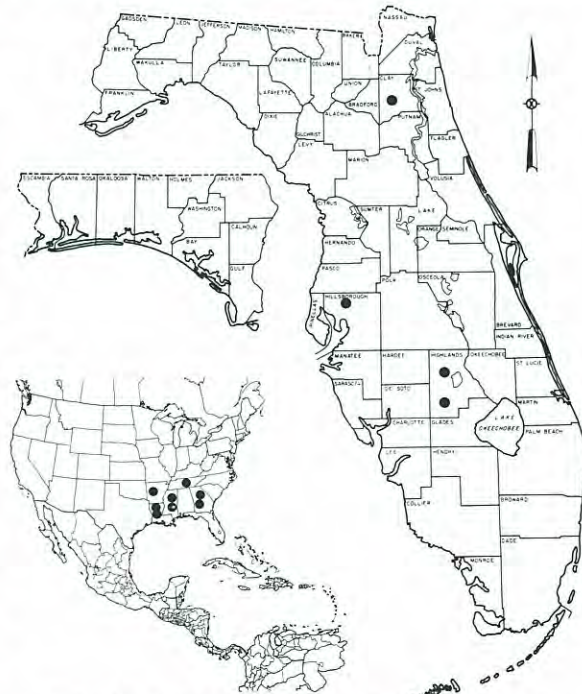 GADSDEN
LEON
JEFFERSON
MADISON
HAMILTON
NASSAU
BAKER
DUVAL
LIBERTY
WAKULLA
TAYLOR
SUWANNEE
COLUMBIA
UNION
CLAY
ST JOHNS
FRANKLIN
LAFAYETTE
BRADFORD
DIXIE
GILCHRIST
ALACHUA
PUTNAM
LEVY
FLAGLER
MARION
VOLUSIA
ESCAMBIA
SANTA ROSA
OKALOOSA
WALTON
HOLMES
JACKSON
WASHINGTON
CALHOUN
BAY
GULF
CITRUS
SUMTER
LAKE
ORANGE
SEMINOLE
HERNANDO
PASCO
POLK
OSCEOLA
HILLSBOROUGH
PINELLAS
BREVARD
INDIAN RIVER
MANATEE
HARDEE
HIGHLANDS
OKEECHOBEE
ST LUCIE
DE SOTO
MARTIN
CHARLOTTE
GLADES
LAKE
OKEECHOBEE
PALM BEACH
LEE
HENDRY
COLLIER
BROWARD
DADE
MONROE